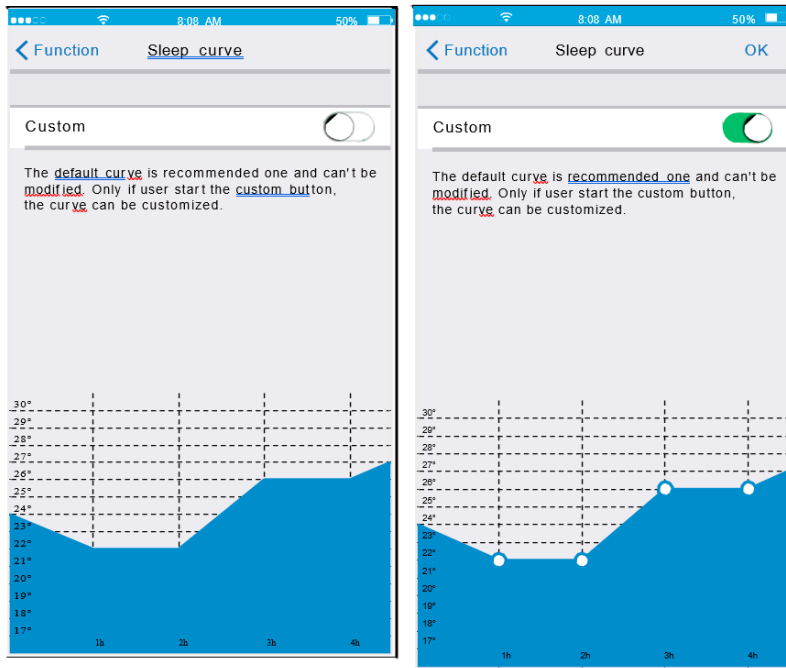 8:08 AM 50%
Function Sleep curve
Custom
The default curve is recommended one and can't be
modified. Only if user start the custom button,
the curve can be customized.
30°
29°
28°
27°
26°
25°
24°
23°
22°
21°
20°
19°
18°
17°
1h 2h 3h 4h
8:08 AM 50%
Function Sleep curve OK
Custom
The default curve is recommended one and can't be
modified. Only if user start the custom button,
the curve can be customized.
30°
29°
28°
27°
26°
25°
24°
23°
22°
21°
20°
19°
18°
17°
1h 2h 3h 4h